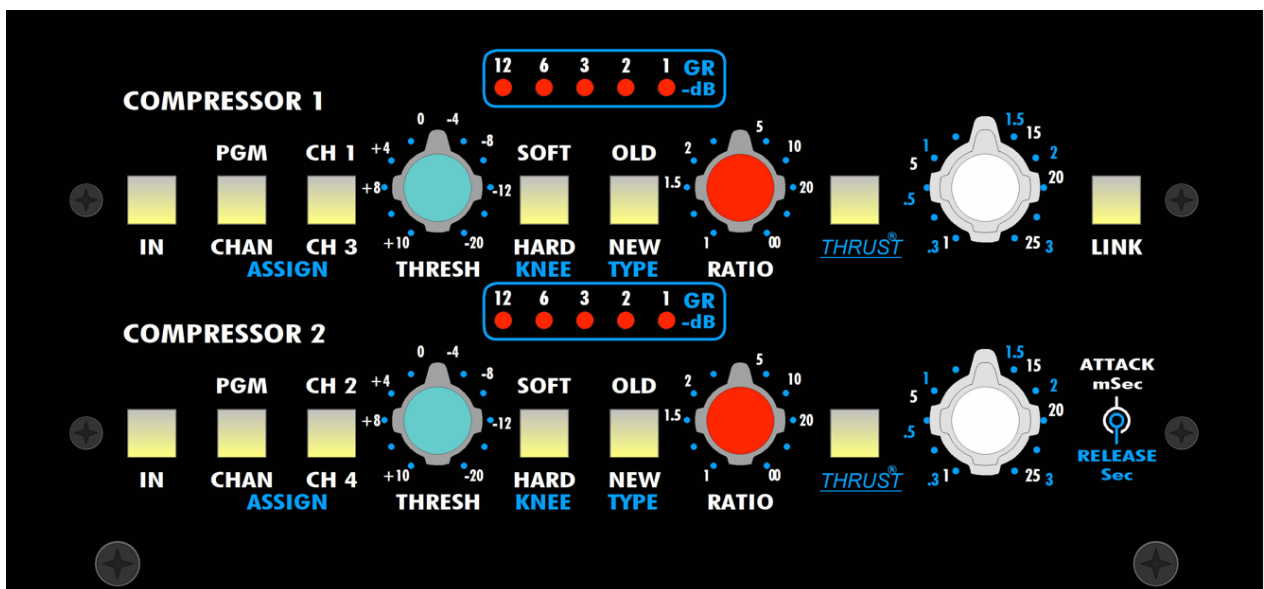 12 6 3 2 1 GR
-dB
COMPRESSOR 1
0 -4
+4 -8
+8 -12
+10 -20
PGM CH 1
IN CHAN CH 3
ASSIGN
THRESH
SOFT OLD
HARD NEW
KNEE TYPE
5
2 10
1.5 20
1 ∞
RATIO
THRUST®
1.5
1 15
5 2
.5 20
.3 1 25 3
LINK
12 6 3 2 1 GR
-dB
COMPRESSOR 2
0 -4
+4 -8
+8 -12
+10 -20
PGM CH 2
IN CHAN CH 4
ASSIGN
THRESH
SOFT OLD
HARD NEW
KNEE TYPE
5
2 10
1.5 20
1 ∞
RATIO
THRUST®
1.5
1 15
5 2
.5 20
.3 1 25 3
ATTACK
mSec
RELEASE
Sec